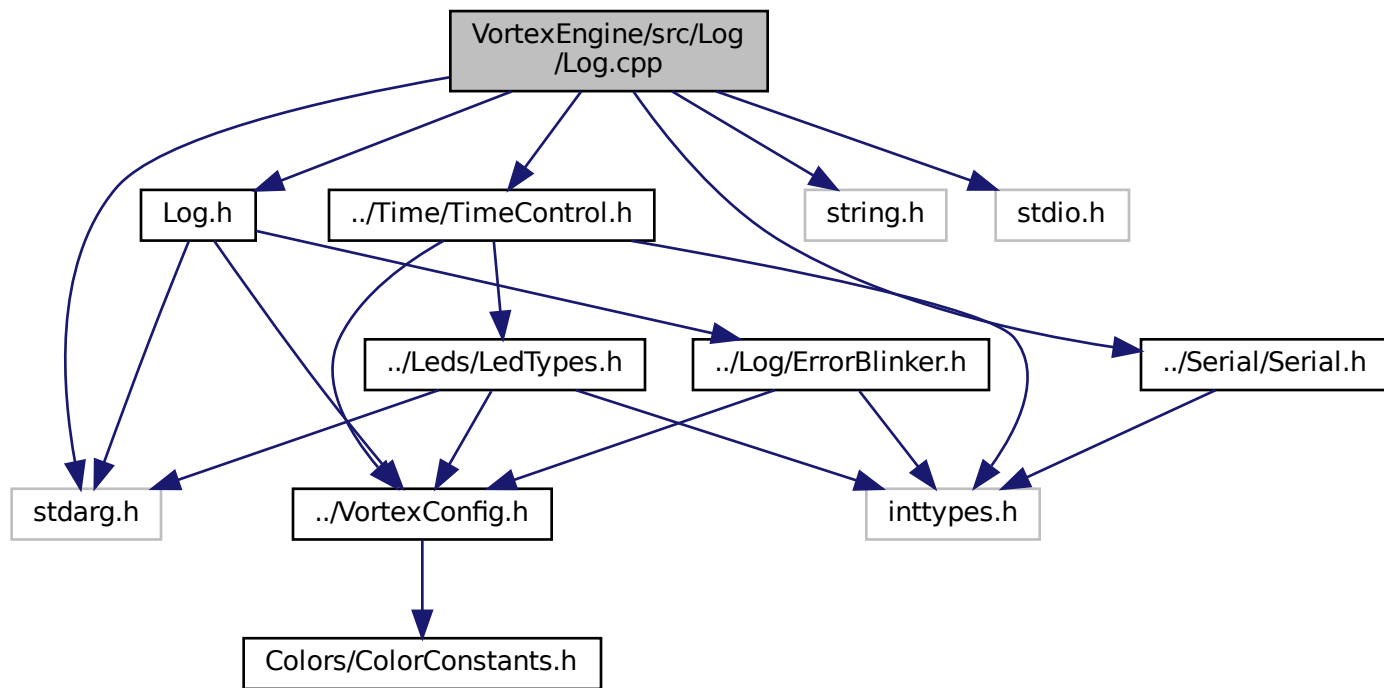 VortexEngine/src/Log
/Log.cpp
Log.h
../Time/TimeControl.h
string.h
stdio.h
../Leds/LedTypes.h
../Log/ErrorBlinker.h
../Serial/Serial.h
stdarg.h
../VortexConfig.h
inttypes.h
Colors/ColorConstants.h